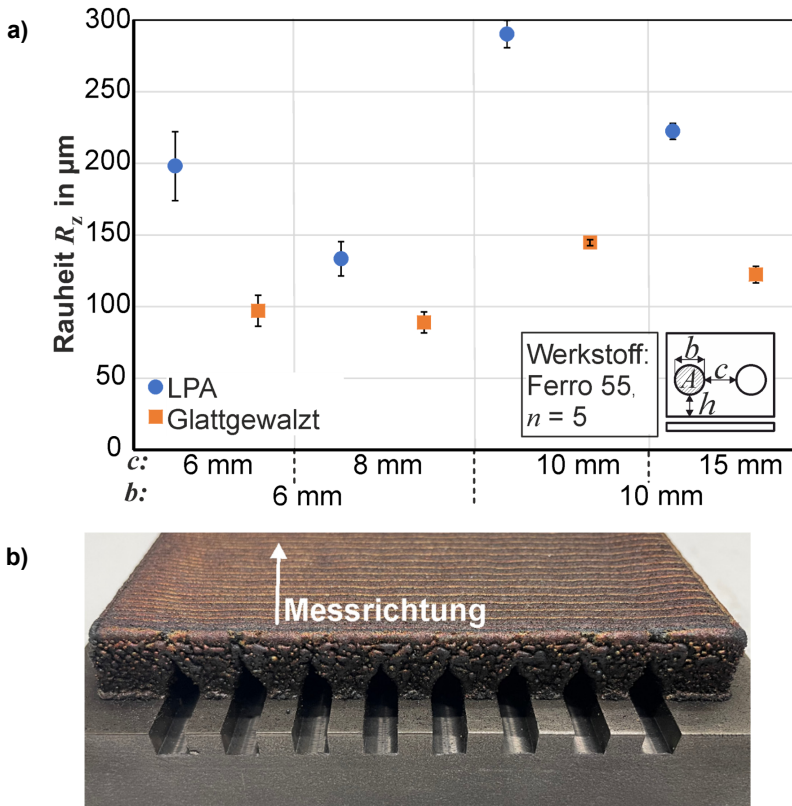 a)
Rauheit Rz in µm
300
250
200
150
100
50
0
LPA
Glattgewalzt
Werkstoff:
Ferro 55,
n = 5
b
A
c
h
c: 6 mm 8 mm 10 mm 15 mm
b: 6 mm 10 mm
b)
Messrichtung